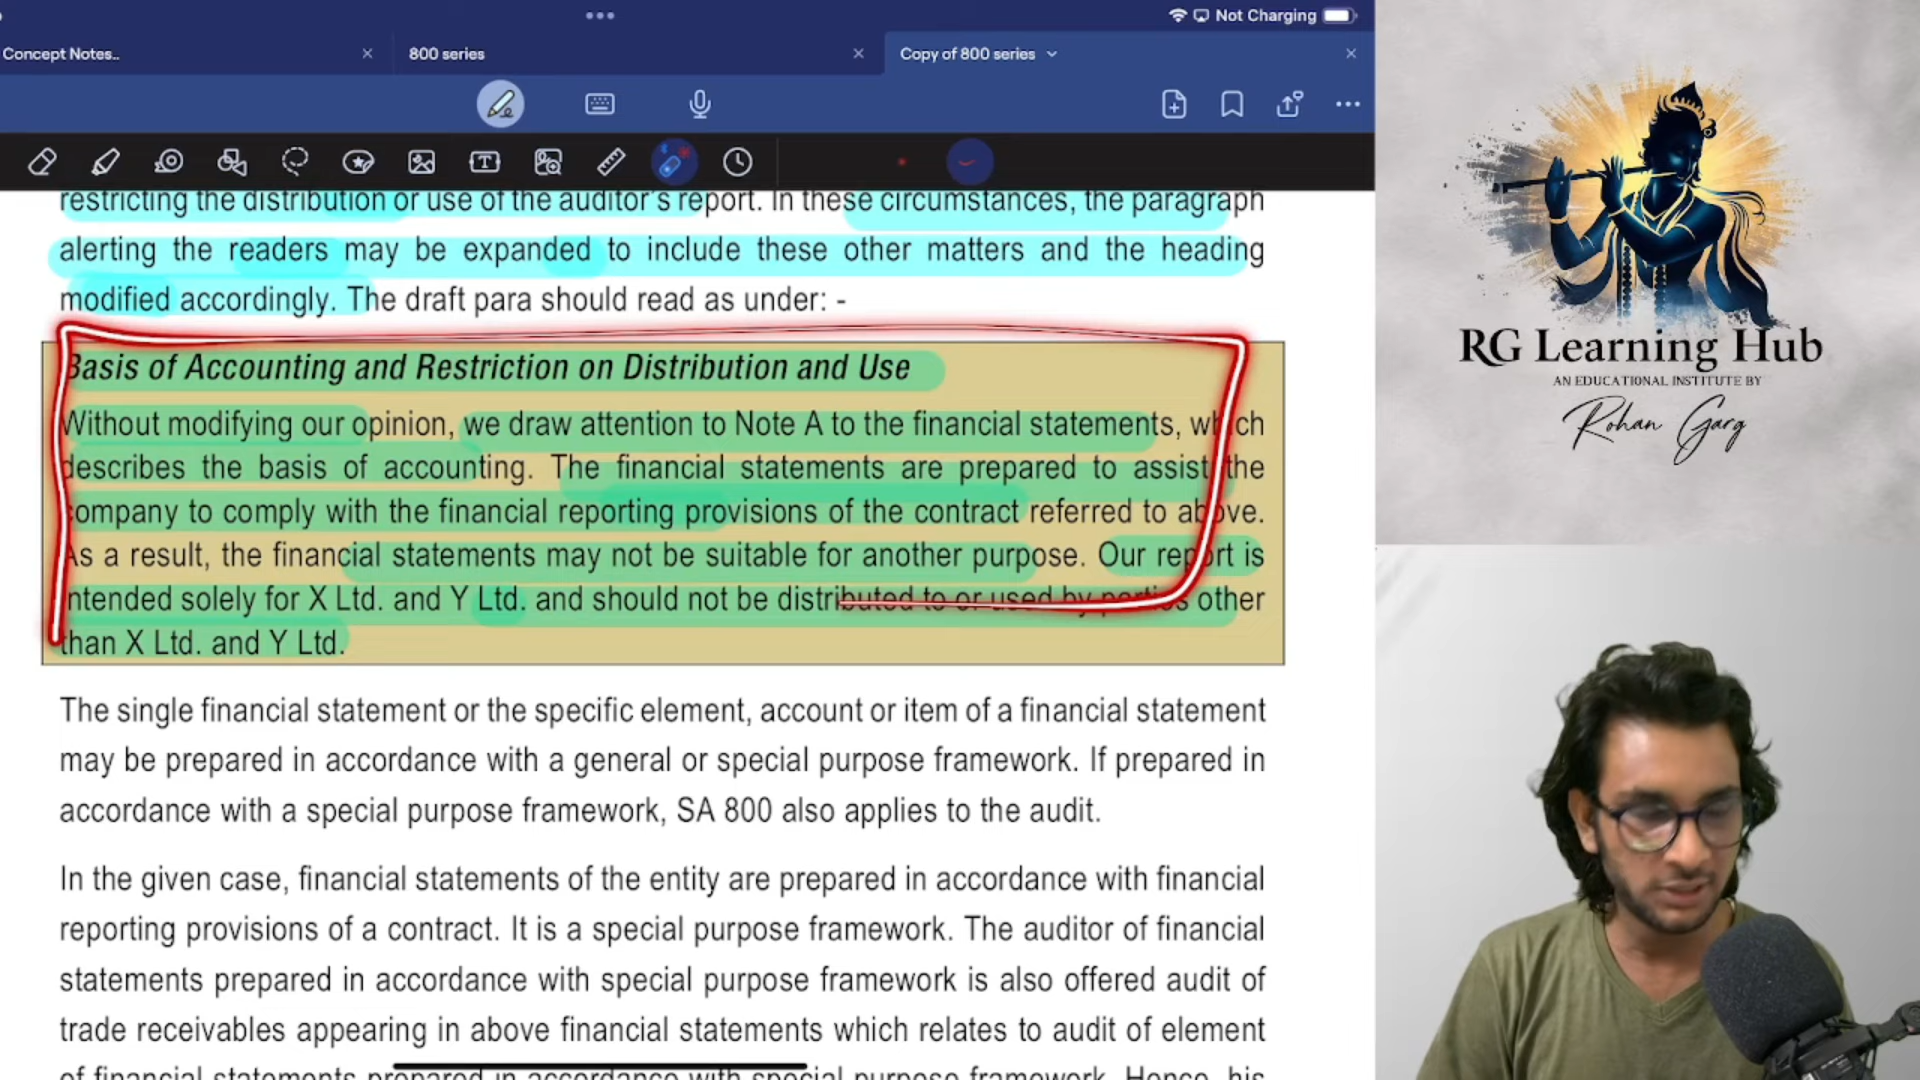 Not Charging
Concept Notes..
800 series
Copy of 800 series
restricting the distribution or use of the auditor's report. In these circumstances, the paragraph
alerting the readers may be expanded to include these other matters and the heading
modified accordingly. The draft para should read as under: -
Basis of Accounting and Restriction on Distribution and Use
Without modifying our opinion, we draw attention to Note A to the financial statements, which
describes the basis of accounting. The financial statements are prepared to assist the
company to comply with the financial reporting provisions of the contract referred to above.
As a result, the financial statements may not be suitable for another purpose. Our report is
intended solely for X Ltd. and Y Ltd. and should not be distributed to or used by parties other
than X Ltd. and Y Ltd.
The single financial statement or the specific element, account or item of a financial statement
may be prepared in accordance with a general or special purpose framework. If prepared in
accordance with a special purpose framework, SA 800 also applies to the audit.
In the given case, financial statements of the entity are prepared in accordance with financial
reporting provisions of a contract. It is a special purpose framework. The auditor of financial
statements prepared in accordance with special purpose framework is also offered audit of
trade receivables appearing in above financial statements which relates to audit of element
of financial statements prepared in accordance with special purpose framework. Hence, his
RG Learning Hub
AN EDUCATIONAL INSTITUTE BY
Rohan Garg